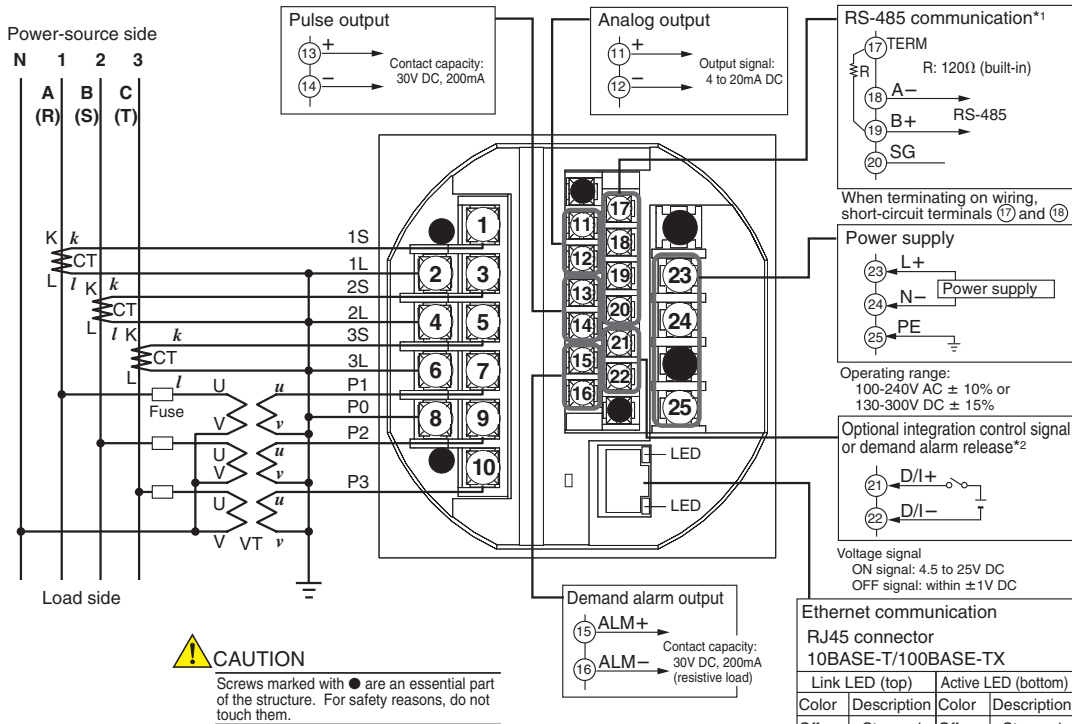 Power-source side
N 1 2 3
A B C
(R) (S) (T)
K k
CT
L l
K k
CT
L l
K k
CT
L l
Fuse
U u
V v
U u
V v
U u
V VT v
Load side
1S
1L
2S
2L
3S
3L
P1
P0
P2
P3
Pulse output
13 +
14 −
Contact capacity:
30V DC, 200mA
Analog output
11 +
12 −
Output signal:
4 to 20mA DC
RS-485 communication*1
17 TERM
R
R: 120Ω (built-in)
18 A−
19 B+
RS-485
20 SG
When terminating on wiring,
short-circuit terminals ⑰ and ⑱
Power supply
23 L+
24 N−
Power supply
25 PE
Operating range:
100-240V AC ± 10% or
130-300V DC ± 15%
Optional integration control signal
or demand alarm release*2
21 D/I+
22 D/I−
Voltage signal
ON signal: 4.5 to 25V DC
OFF signal: within ±1V DC
1
2 3
4 5
6 7
8 9
10
11
12
13
14
15
16
17
18
19
20
21
22
23
24
25
LED
LED
Demand alarm output
15 ALM+
16 ALM−
Contact capacity:
30V DC, 200mA
(resistive load)
Ethernet communication
RJ45 connector
10BASE-T/100BASE-TX
Link LED (top) Active LED (bottom)
Color Description Color Description
CAUTION
Screws marked with ● are an essential part
of the structure. For safety reasons, do not
touch them.